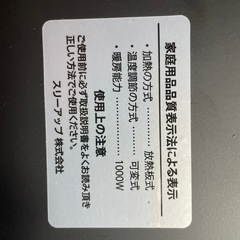 家庭用品品質表示法による表示
・加熱の方式 ………… 放熱板式
・温度調節の方式 …… 可変式
・暖房能力 …………… 1000W
使用上の注意
ご使用前に必ず取扱説明書をよくお読み頂き
正しい方法でご使用ください。
スリーアップ 株式会社